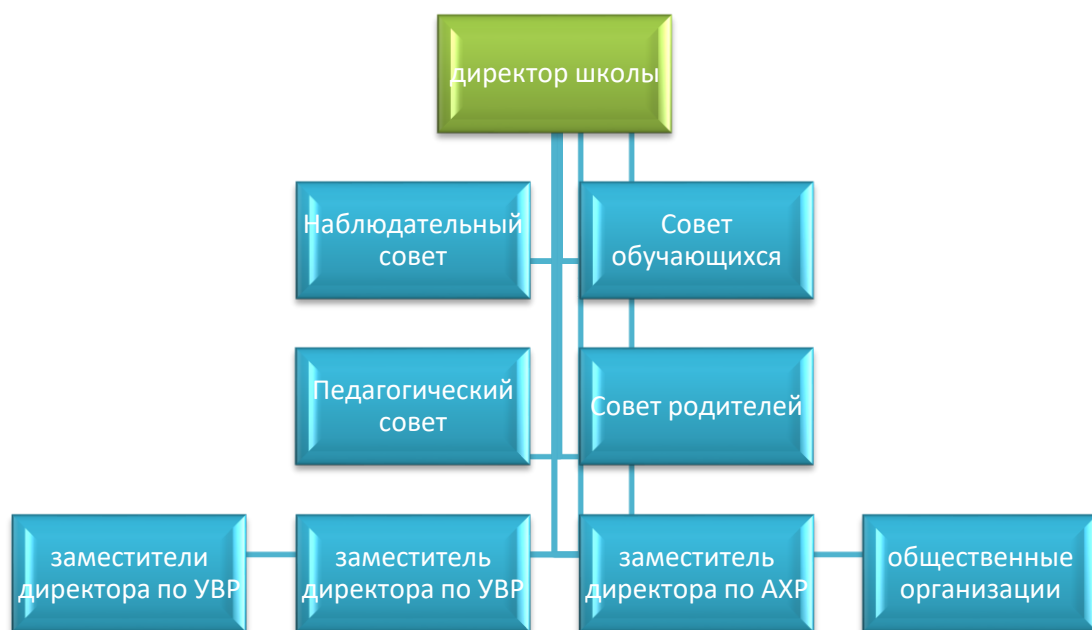 директор школы
Наблюдательный
совет
Совет
обучающихся
Педагогический
совет
Совет родителей
заместители
директора по УВР
заместитель
директора по УВР
заместитель
директора по АХР
общественные
организации